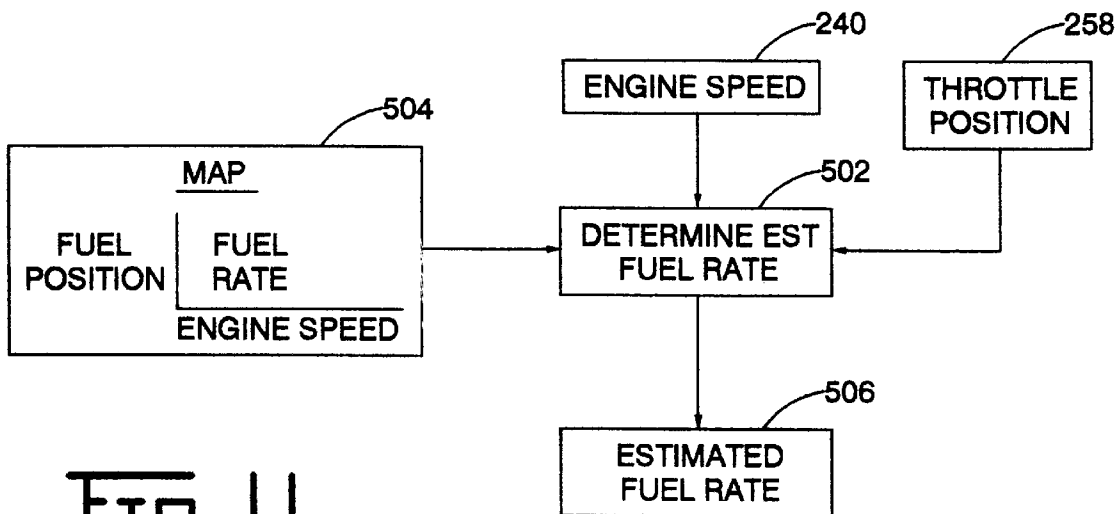 240
ENGINE SPEED
258
THROTTLE
POSITION
504
MAP
FUEL
POSITION
FUEL
RATE
ENGINE SPEED
502
DETERMINE EST
FUEL RATE
506
ESTIMATED
FUEL RATE